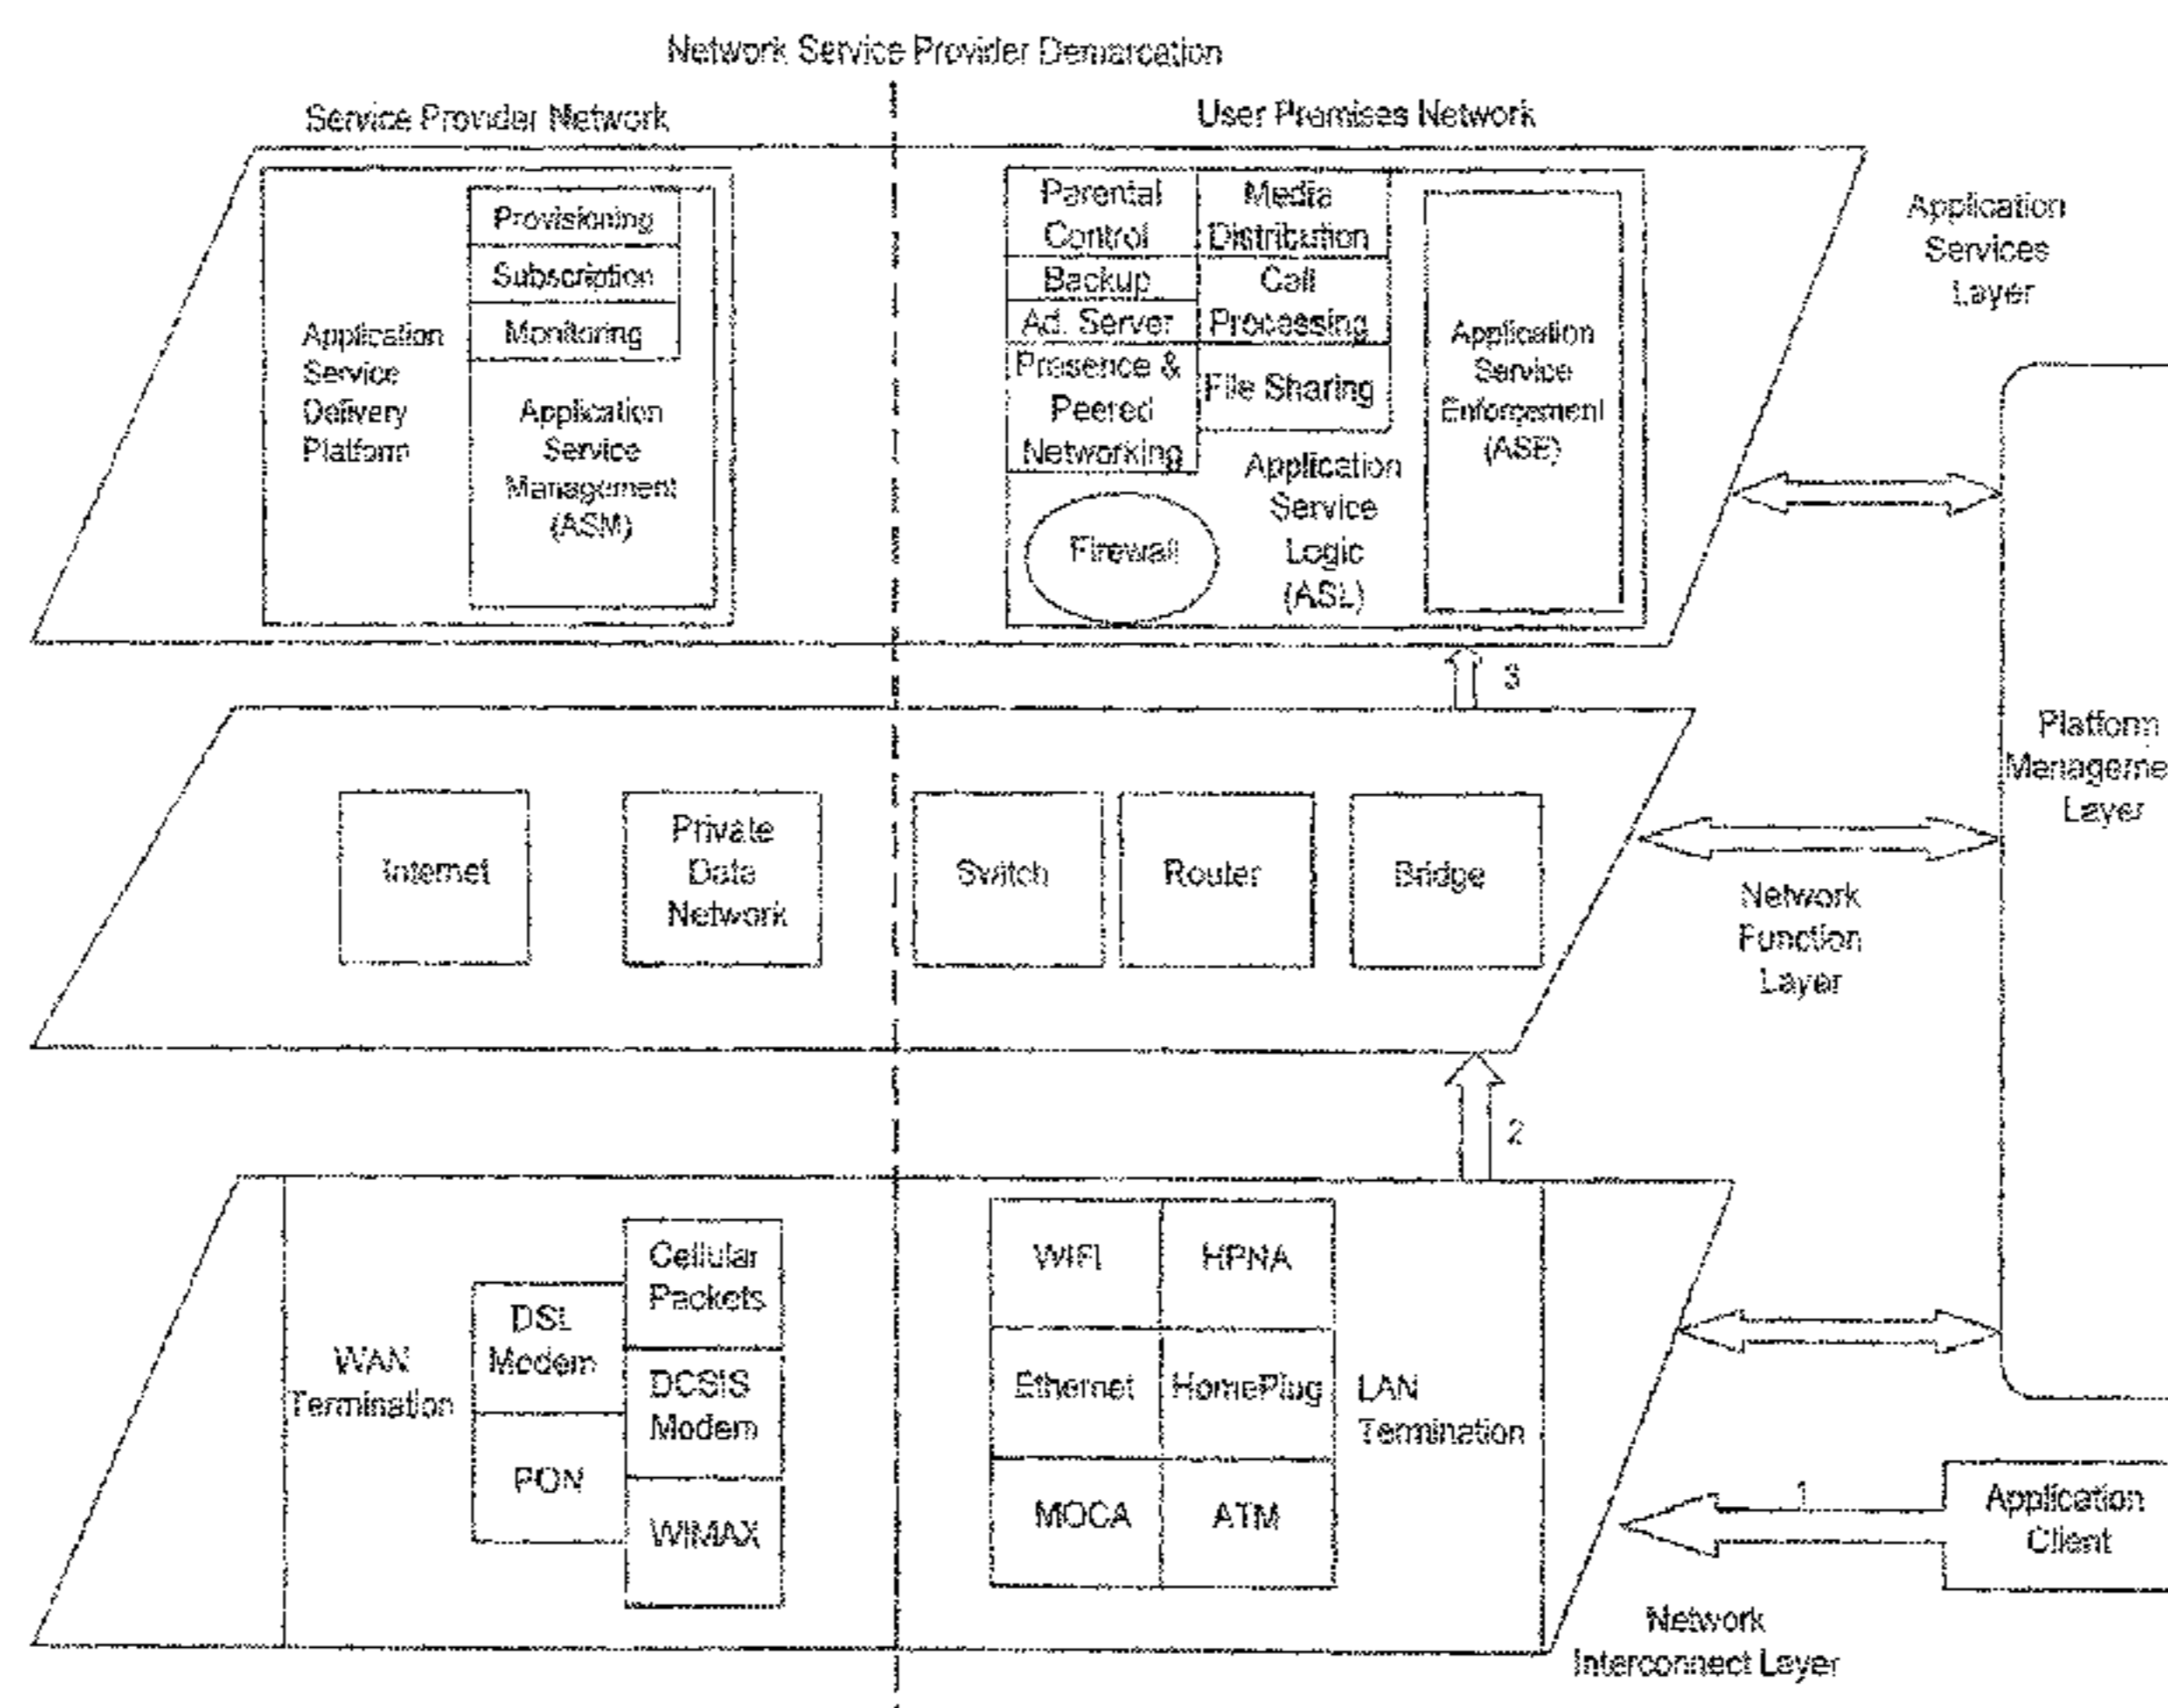 Network Service Provider Demarcation
Service Provider Network
User Premises Network
Provisioning
Subscription
Monitoring
Application
Service
Delivery
Platform
Application
Service
Management
(ASM)
Parental
Control
Media
Distribution
Backup
Call
Processing
Ad. Server
Presence &
Peered
Networking
File Sharing
Firewall
Application
Service
Logic
(ASL)
Application
Service
Enforcement
(ASE)
Application
Services
Layer
3
Internet
Private
Data
Network
Switch
Router
Bridge
Network
Function
Layer
Platform
Manageme
Layer
2
WAN
Termination
DSL
Modem
PON
Cellular
Packets
DCSIS
Modem
WIMAX
WIFI
HPNA
Ethernet
HomePlug
MOCA
ATM
LAN
Termination
1
Application
Client
Network
Interconnect Layer